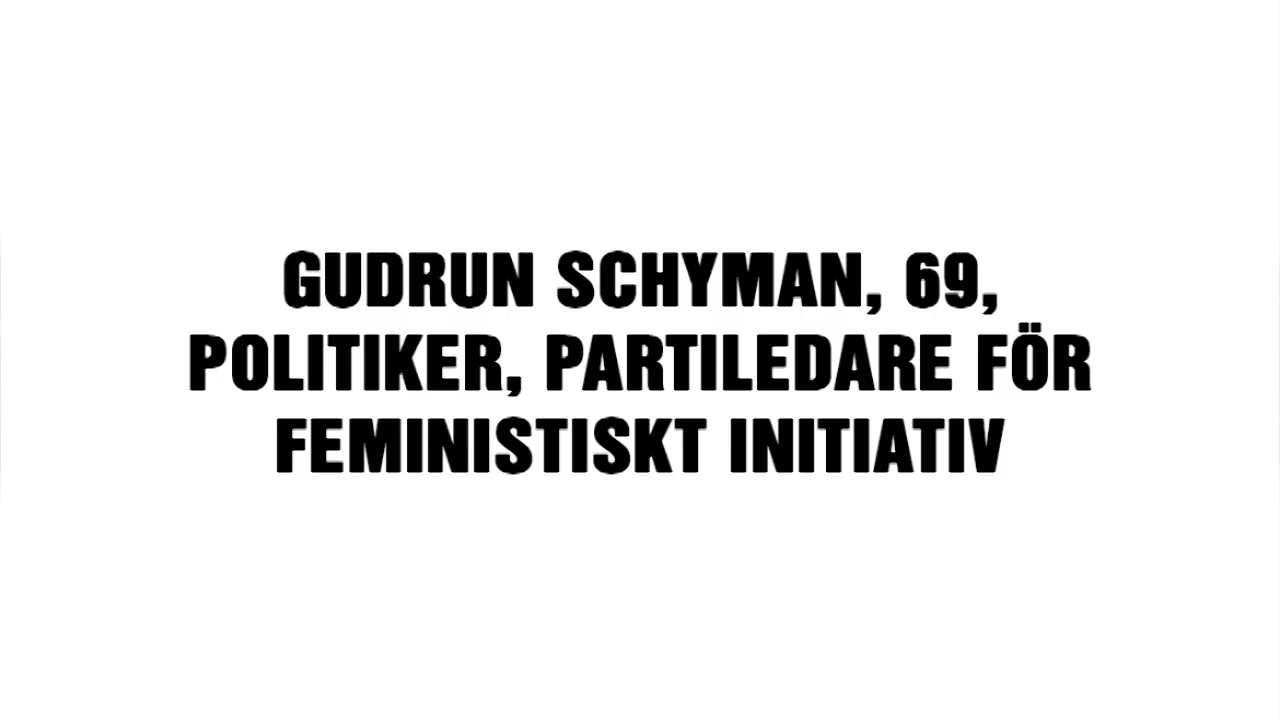 GUDRUN SCHYMAN, 69,
POLITIKER, PARTILEDARE FÖR
FEMINISTISKT INITIATIV